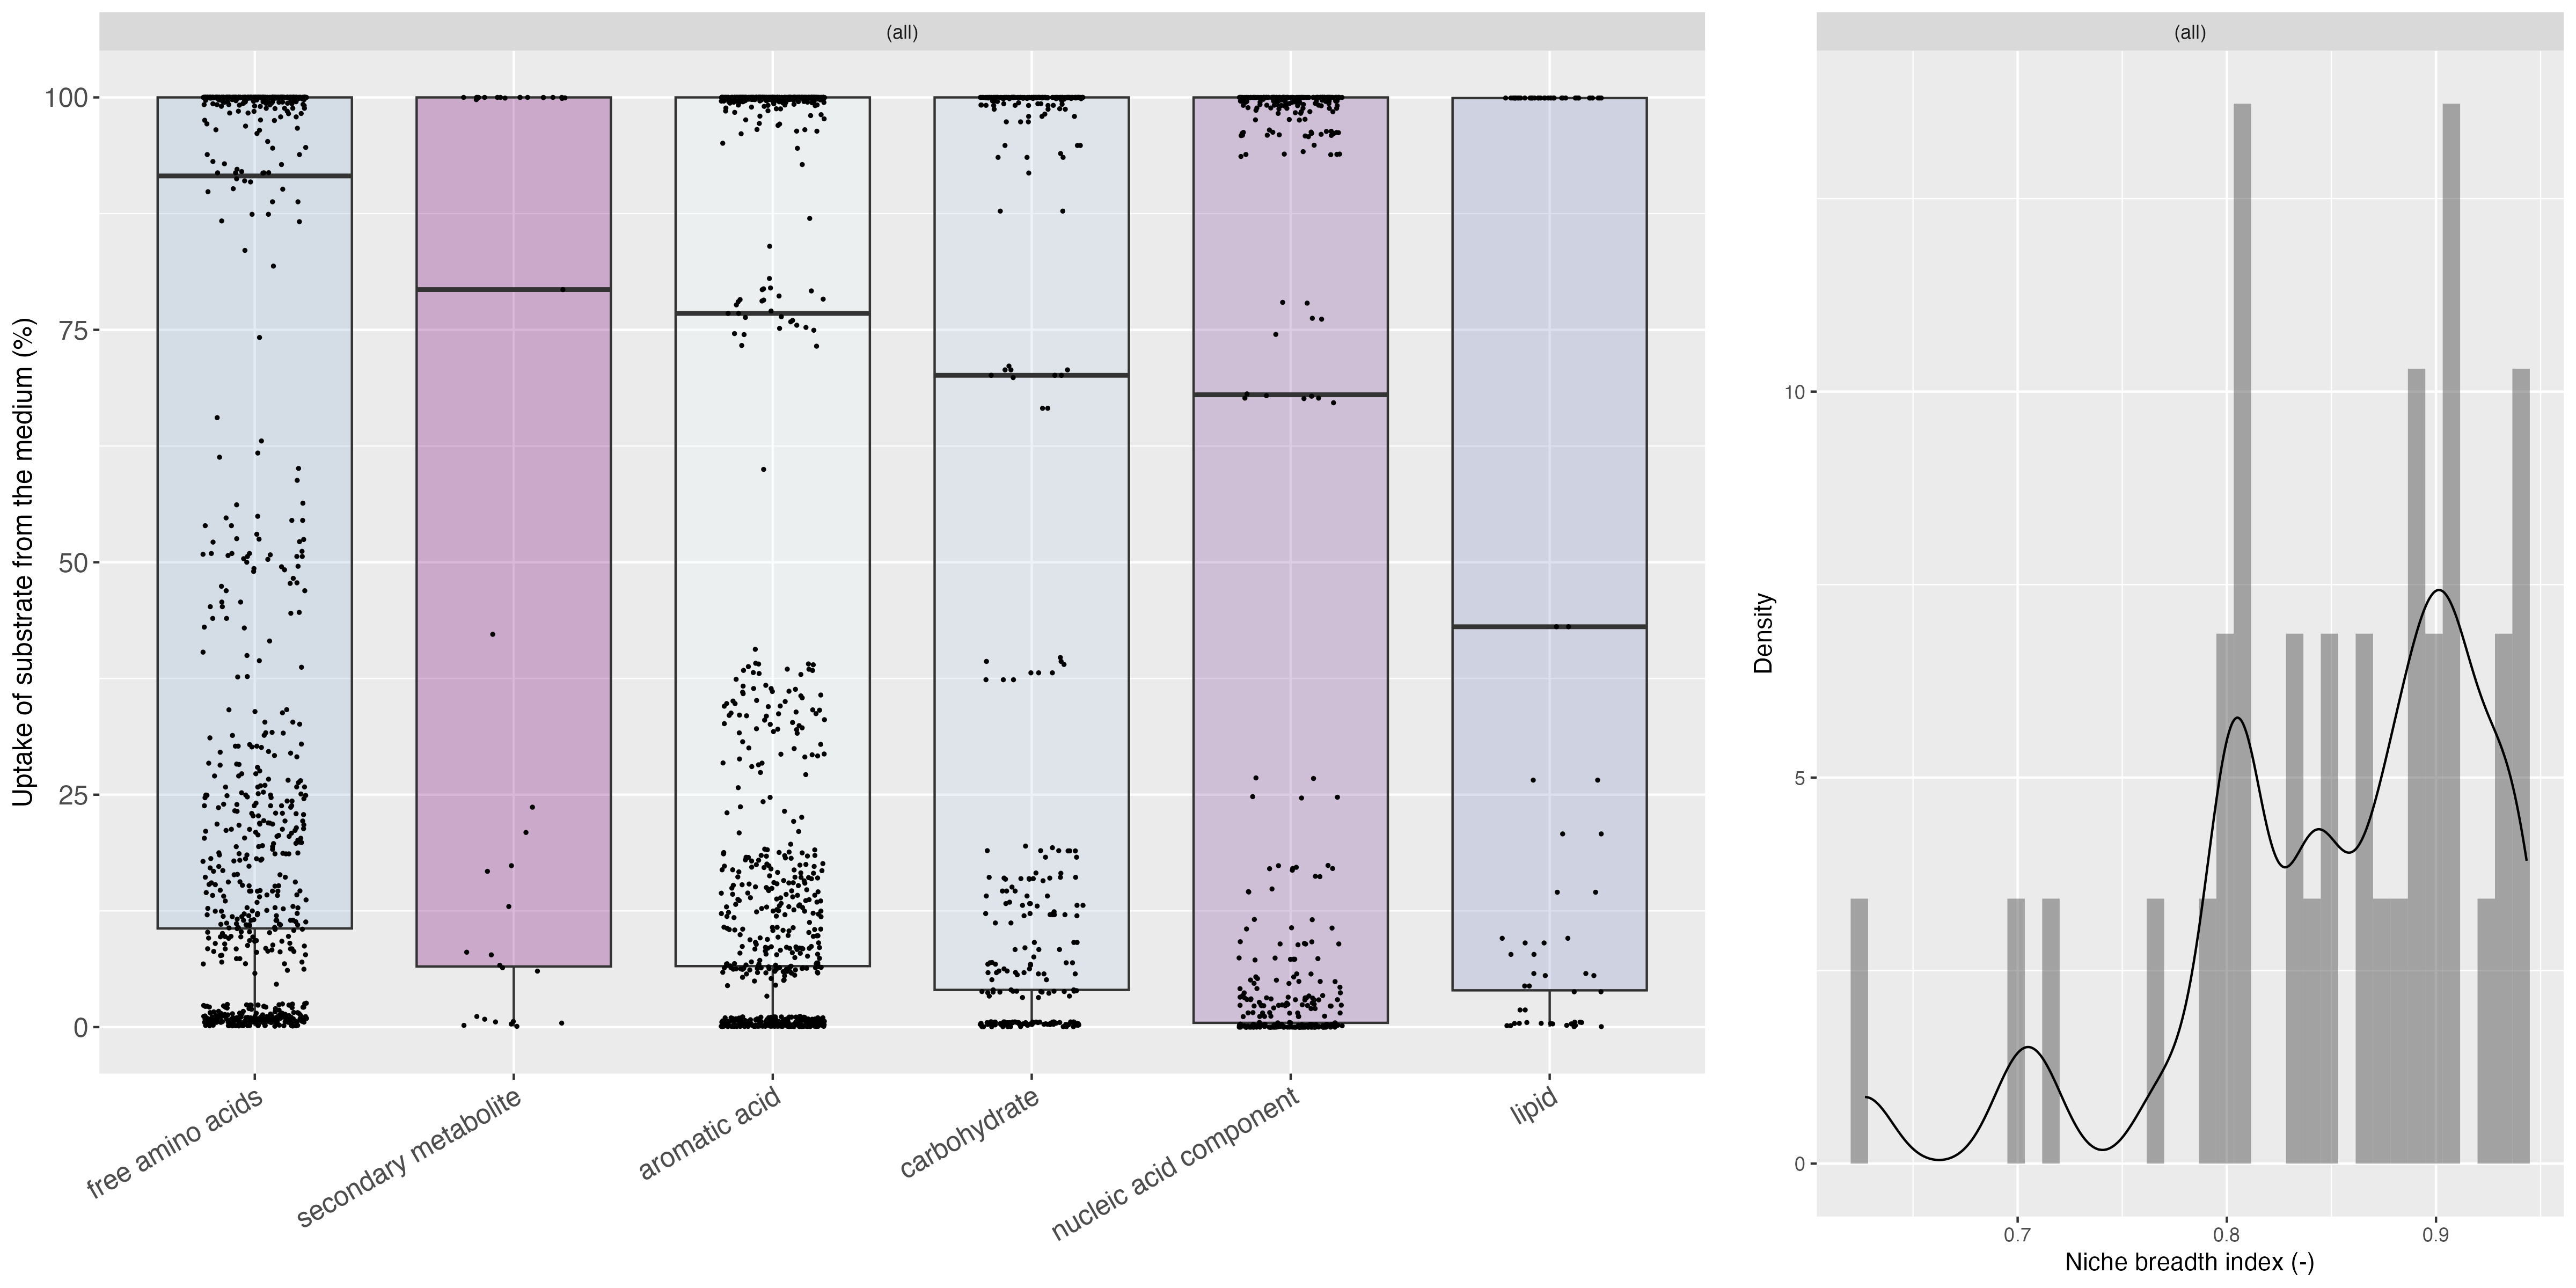 (all)
Uptake of substrate from the medium (%)
100
75
50
25
0
free amino acids
secondary metabolite
aromatic acid
carbohydrate
nucleic acid component
lipid
(all)
Density
10
5
0
0.7
0.8
0.9
Niche breadth index (-)